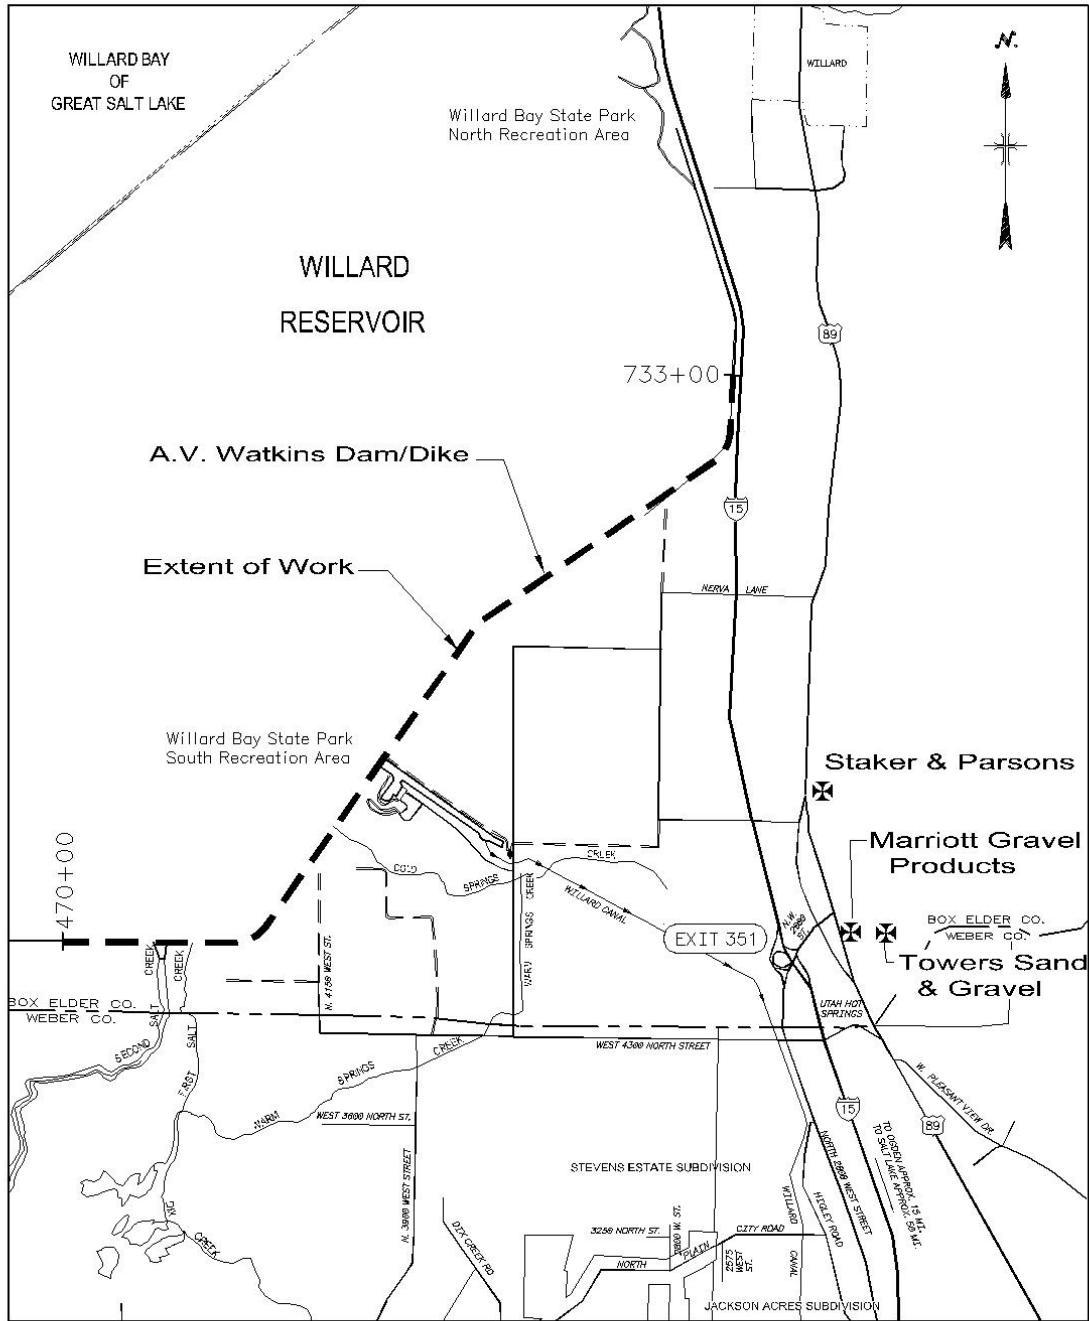 WILLARD BAY
OF
GREAT SALT LAKE
N.
WILLARD
Willard Bay State Park
North Recreation Area
WILLARD
RESERVOIR
89
733+00
A.V. Watkins Dam/Dike
15
Extent of Work
NERVA LANE
Willard Bay State Park
South Recreation Area
Staker & Parsons
470+00
Marriott Gravel
Products
COLD
SPRINGS
CREEK
WILLARD CANAL
WARM SPRINGS CREEK
N.W. 2000 ST.
EXIT 351
BOX ELDER CO.
WEBER CO.
Towers Sand
& Gravel
N. 4150 WEST ST.
CREEK
CREEK
BOX ELDER CO.
WEBER CO.
SALT
SECOND
SALT
FIRST
UTAH HOT
SPRINGS
WEST 4300 NORTH STREET
CREEK
SPRINGS
WARM
WEST 3600 NORTH ST.
W. PLEASANT VIEW DR.
15
89
TO OGDEN APPROX. 15 MI.
TO SALT LAKE APPROX. 50 MI.
N. 3900 WEST STREET
STEVENS ESTATE SUBDIVISION
NORTH 2800 WEST STREET
WILLARD
CANAL
HIGLEY ROAD
CREEK
DIX CREEK RD
3250 NORTH ST.
NORTH
PLAIN
CITY ROAD
2575
WEST
ST.
JACKSON ACRES SUBDIVISION